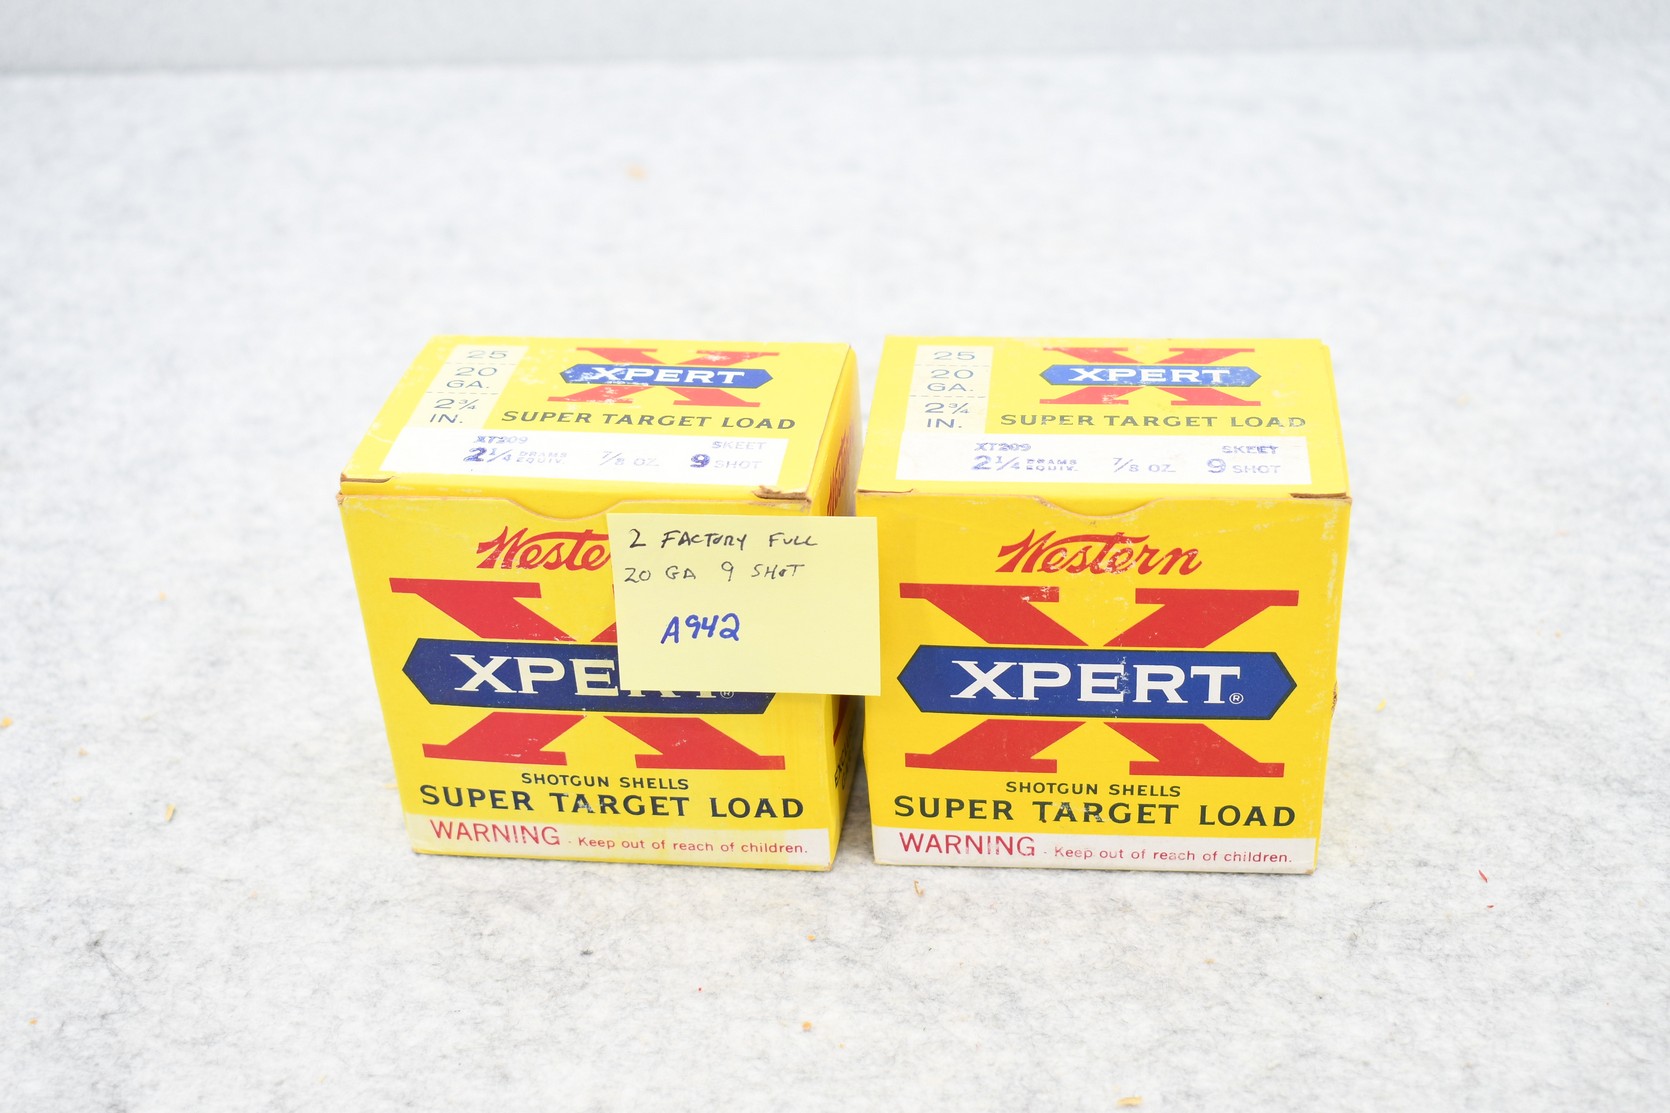 25
20
GA.
2¾
IN.
XPERT
SUPER TARGET LOAD
XT209
2¼ DRAMS EQUIV. 7/8 OZ. 9 SHOT
SKEET
Weste
XPERT®
SHOTGUN SHELLS
SUPER TARGET LOAD
WARNING - Keep out of reach of children.
2 FACTORY FULL
20 GA 9 SHOT
A942
25
20
GA.
2¾
IN.
XPERT
SUPER TARGET LOAD
XT209
2¼ DRAMS EQUIV. 7/8 OZ. 9 SHOT
SKEET
Western
XPERT®
SHOTGUN SHELLS
SUPER TARGET LOAD
WARNING - Keep out of reach of children.